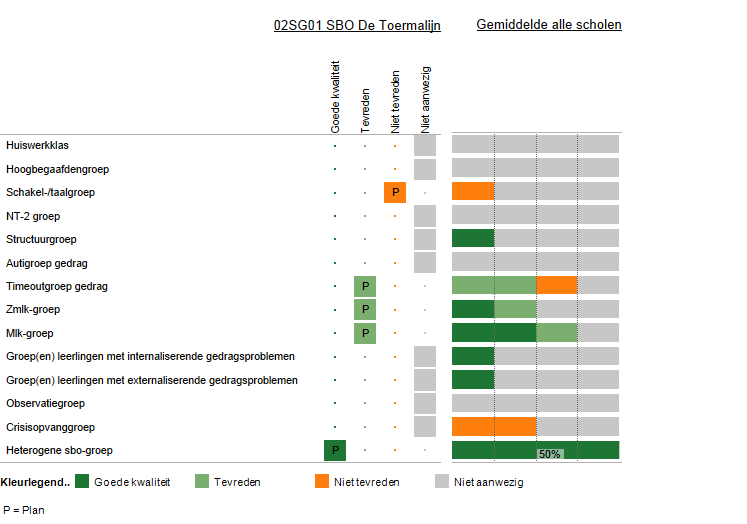 02SG01 SBO De Toermalijn
Gemiddelde alle scholen
Goede kwaliteit
Tevreden
Niet tevreden
Niet aanwezig
Huiswerkklas
Hoogbegaafdengroep
Schakel-/taalgroep P
NT-2 groep
Structuurgroep
Autigroep gedrag
Timeoutgroep gedrag P
Zmlk-groep P
Mlk-groep P
Groep(en) leerlingen met internaliserende gedragsproblemen
Groep(en) leerlingen met externaliserende gedragsproblemen
Observatiegroep
Crisisopvanggroep
Heterogene sbo-groep P 50%
Kleurlegend.. Goede kwaliteit Tevreden Niet tevreden Niet aanwezig
P = Plan